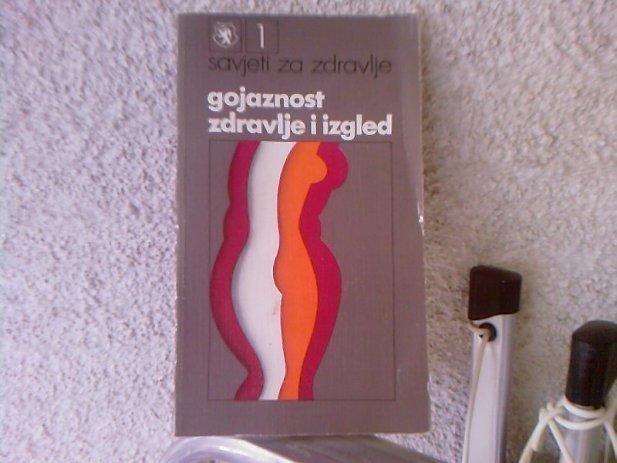 1
savjeti za zdravlje
gojaznost
zdravlje i izgled